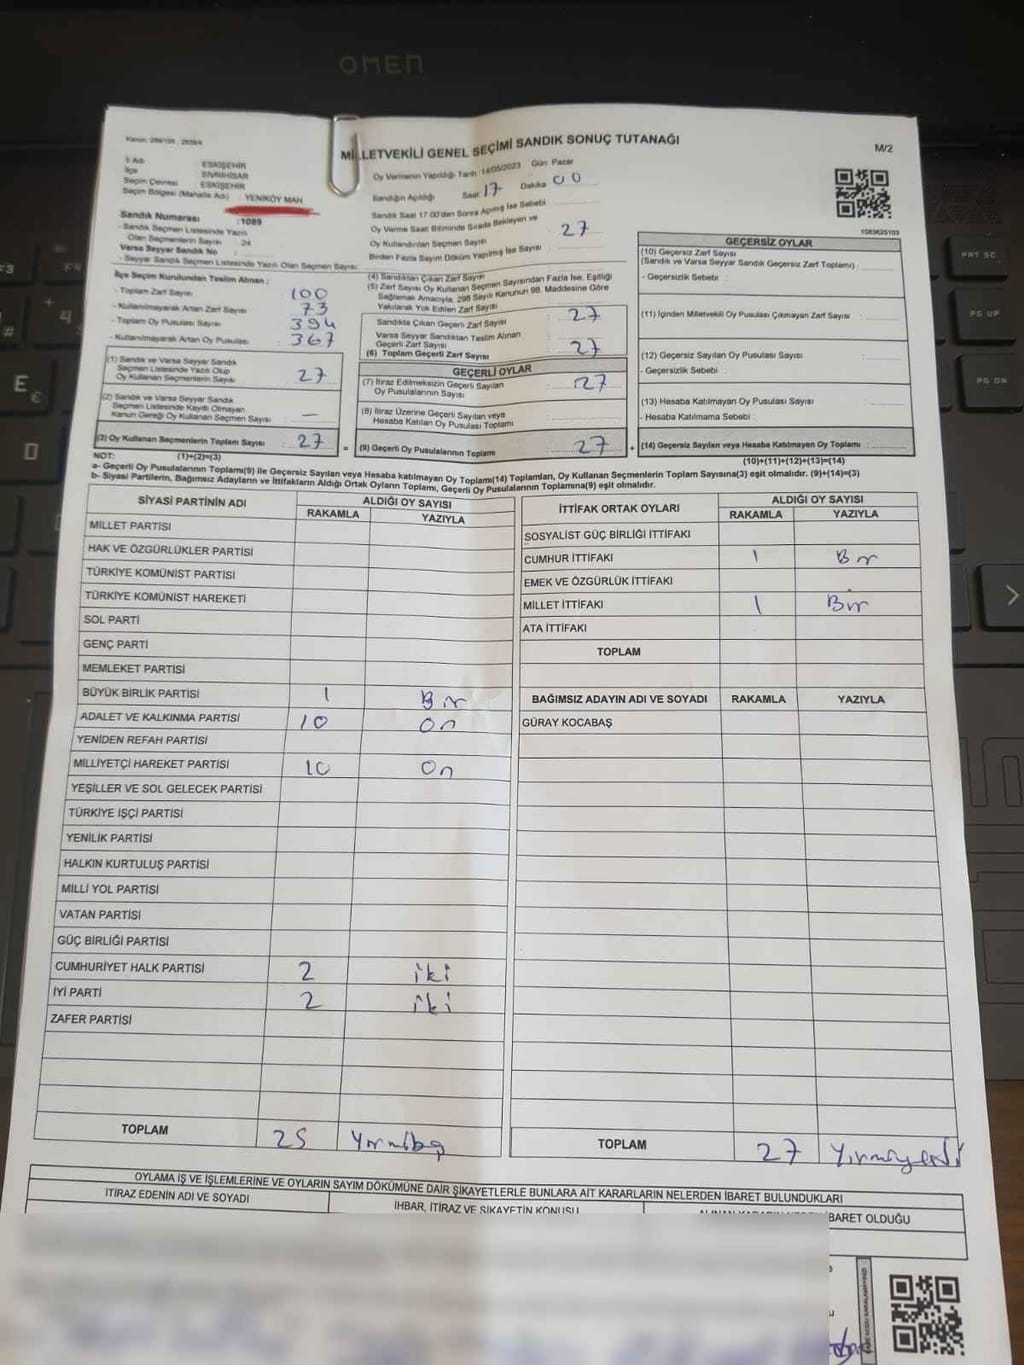 OMEN
MİLLETVEKİLİ GENEL SEÇİMİ SANDIK SONUÇ TUTANAĞI
M/2
İl Adı ESKİŞEHİR
İlçe SİVRİHİSAR
Seçim Çevresi ESKİŞEHİR
Seçim Bölgesi (Mahalle Adı) YENİKÖY MAH
Sandık Numarası :1089
- Sandık Seçmen Listesinde Yazılı
Olan Seçmenlerin Sayısı : 24
Varsa Seyyar Sandık No
- Seyyar Sandık Seçmen Listesinde Yazılı Olan Seçmen Sayısı:
Oy Vermenin Yapıldığı Tarih :14/05/2023 Gün Pazar
Sandığın Açıldığı Saat 17 Dakika 00
Sandık Saat 17.00'den Sonra Açılmış İse Sebebi
Oy Verme Saati Bitiminde Sırada Bekleyen ve
Oy Kullandırılan Seçmen Sayısı 27
Birden Fazla Sayım Döküm Yapılmış İse Sayısı
1083625103
İlçe Seçim Kurulundan Teslim Alınan ;
- Toplam Zarf Sayısı 100
- Kullanılmayarak Artan Zarf Sayısı 73
- Toplam Oy Pusulası Sayısı 394
- Kullanılmayarak Artan Oy Pusulası 367
(1) Sandık ve Varsa Seyyar Sandık
Seçmen Listesinde Yazılı Olup
Oy Kullanan Seçmenlerin Sayısı 27
(2) Sandık ve Varsa Seyyar Sandık
Seçmen Listesinde Kayıtlı Olmayan
Kanun Gereği Oy Kullanan Seçmen Sayısı : —
(3) Oy Kullanan Seçmenlerin Toplam Sayısı 27
(4) Sandıktan Çıkan Zarf Sayısı
(5) Zarf Sayısı Oy Kullanan Seçmen Sayısından Fazla İse, Eşitliği
Sağlamak Amacıyla, 298 Sayılı Kanunun 98. Maddesine Göre
Yakılarak Yok Edilen Zarf Sayısı
Sandıkta Çıkan Geçerli Zarf Sayısı 27
Varsa Seyyar Sandıktan Teslim Alınan
Geçerli Zarf Sayısı
(6) Toplam Geçerli Zarf Sayısı 27
GEÇERLİ OYLAR
(7) İtiraz Edilmeksizin Geçerli Sayılan
Oy Pusulalarının Sayısı 27
(8) İtiraz Üzerine Geçerli Sayılan veya
Hesaba Katılan Oy Pusulası Toplamı
= (9) Geçerli Oy Pusulalarının Toplamı 27
GEÇERSİZ OYLAR
(10) Geçersiz Zarf Sayısı
(Sandık ve Varsa Seyyar Sandık Geçersiz Zarf Toplamı) :
- Geçersizlik Sebebi :
(11) İçinden Milletvekili Oy Pusulası Çıkmayan Zarf Sayısı
(12) Geçersiz Sayılan Oy Pusulası Sayısı
- Geçersizlik Sebebi
(13) Hesaba Katılmayan Oy Pusulası Sayısı
- Hesaba Katılmama Sebebi :
+ (14) Geçersiz Sayılan veya Hesaba Katılmayan Oy Toplamı
NOT: (1)+(2)=(3)
(10)+(11)+(12)+(13)=(14)
a- Geçerli Oy Pusulalarının Toplamı(9) ile Geçersiz Sayılan veya Hesaba katılmayan Oy Toplamı(14) Toplamları, Oy Kullanan Seçmenlerin Toplam Sayısına(3) eşit olmalıdır. (9)+(14)=(3)
b- Siyasi Partilerin, Bağımsız Adayların ve İttifakların Aldığı Ortak Oyların Toplamı, Geçerli Oy Pusulalarının Toplamına(9) eşit olmalıdır.
SİYASİ PARTİNİN ADI ALDIĞI OY SAYISI
RAKAMLA YAZIYLA
MİLLET PARTİSİ
HAK VE ÖZGÜRLÜKLER PARTİSİ
TÜRKİYE KOMÜNİST PARTİSİ
TÜRKİYE KOMÜNİST HAREKETİ
SOL PARTİ
GENÇ PARTİ
MEMLEKET PARTİSİ
BÜYÜK BİRLİK PARTİSİ 1 Bir
ADALET VE KALKINMA PARTİSİ 10 On
YENİDEN REFAH PARTİSİ
MİLLİYETÇİ HAREKET PARTİSİ 10 On
YEŞİLLER VE SOL GELECEK PARTİSİ
TÜRKİYE İŞÇİ PARTİSİ
YENİLİK PARTİSİ
HALKIN KURTULUŞ PARTİSİ
MİLLİ YOL PARTİSİ
VATAN PARTİSİ
GÜÇ BİRLİĞİ PARTİSİ
CUMHURİYET HALK PARTİSİ 2 iki
İYİ PARTİ 2 iki
ZAFER PARTİSİ
TOPLAM 25 Yirmibeş
İTTİFAK ORTAK OYLARI ALDIĞI OY SAYISI
RAKAMLA YAZIYLA
SOSYALİST GÜÇ BİRLİĞİ İTTİFAKI
CUMHUR İTTİFAKI 1 Bir
EMEK VE ÖZGÜRLÜK İTTİFAKI
MİLLET İTTİFAKI 1 Bir
ATA İTTİFAKI
TOPLAM
BAĞIMSIZ ADAYIN ADI VE SOYADI RAKAMLA YAZIYLA
GÜRAY KOCABAŞ
TOPLAM 27 Yirmiyedi
OYLAMA İŞ VE İŞLEMLERİNE VE OYLARIN SAYIM DÖKÜMÜNE DAİR ŞİKAYETLERLE BUNLARA AİT KARARLARIN NELERDEN İBARET BULUNDUKLARI
İTİRAZ EDENİN ADI VE SOYADI
İHBAR, İTİRAZ VE ŞİKAYETİN KONUSU
İBARET OLDUĞU
PRT SC
PG UP
PG DN